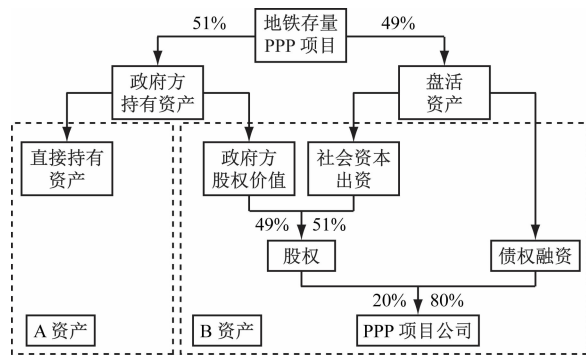 51%
地铁存量
PPP 项目
49%
政府方
持有资产
盘活
资产
直接持有
资产
政府方
股权价值
社会资本
出资
49%
51%
股权
债权融资
20%
80%
A 资产
B 资产
PPP 项目公司